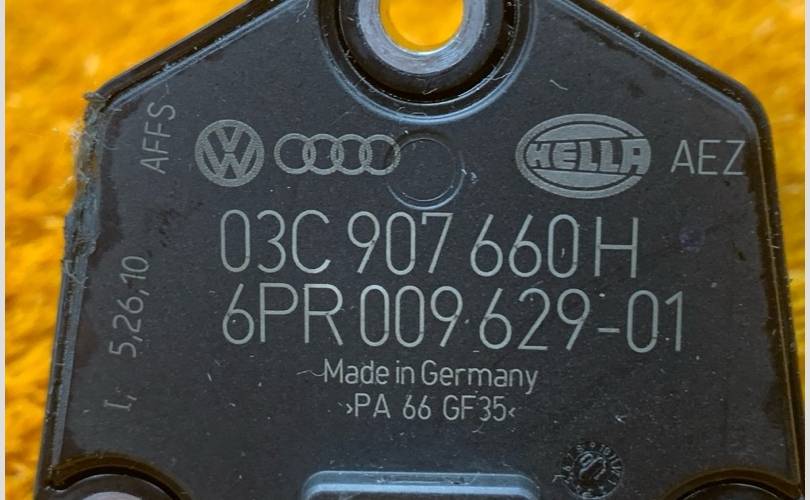 AFFS
HELLA AEZ
03C 907 660 H
6PR 009 629-01
Made in Germany
›PA 66 GF35‹
I, 5,26,10